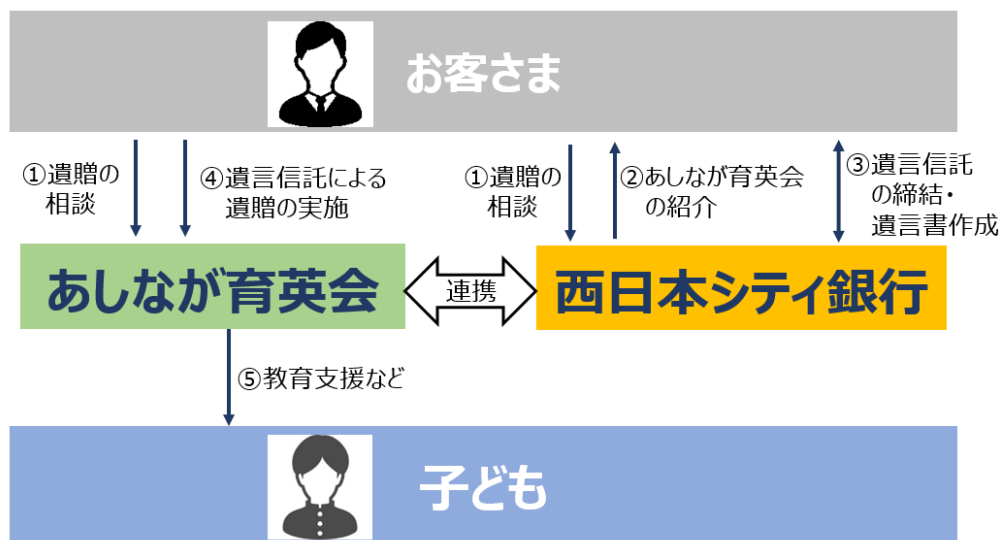 お客さま
①遺贈の
相談
④遺言信託による
遺贈の実施
①遺贈の
相談
②あしなが育英会
の紹介
③遺言信託
の締結・
遺言書作成
あしなが育英会
連携
西日本シティ銀行
⑤教育支援など
子ども